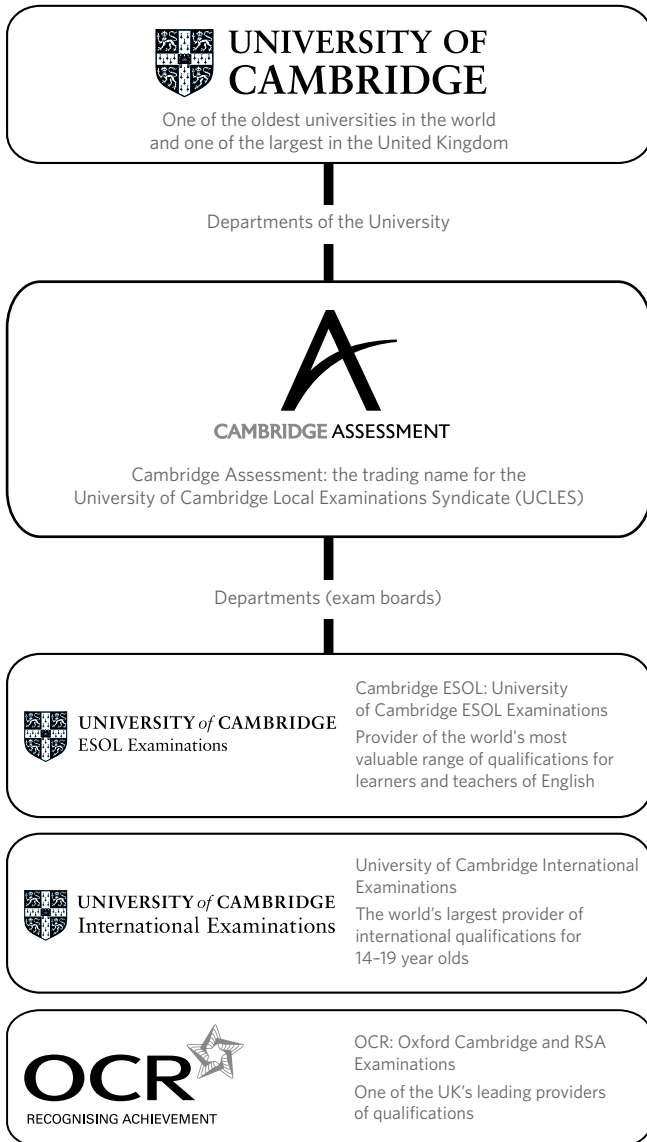 UNIVERSITY OF
CAMBRIDGE
One of the oldest universities in the world
and one of the largest in the United Kingdom
Departments of the University
CAMBRIDGE ASSESSMENT
Cambridge Assessment: the trading name for the
University of Cambridge Local Examinations Syndicate (UCLES)
Departments (exam boards)
UNIVERSITY of CAMBRIDGE
ESOL Examinations
Cambridge ESOL: University
of Cambridge ESOL Examinations
Provider of the world's most
valuable range of qualifications for
learners and teachers of English
UNIVERSITY of CAMBRIDGE
International Examinations
University of Cambridge International
Examinations
The world’s largest provider of
international qualifications for
14–19 year olds
OCR
RECOGNISING ACHIEVEMENT
OCR: Oxford Cambridge and RSA
Examinations
One of the UK’s leading providers
of qualifications